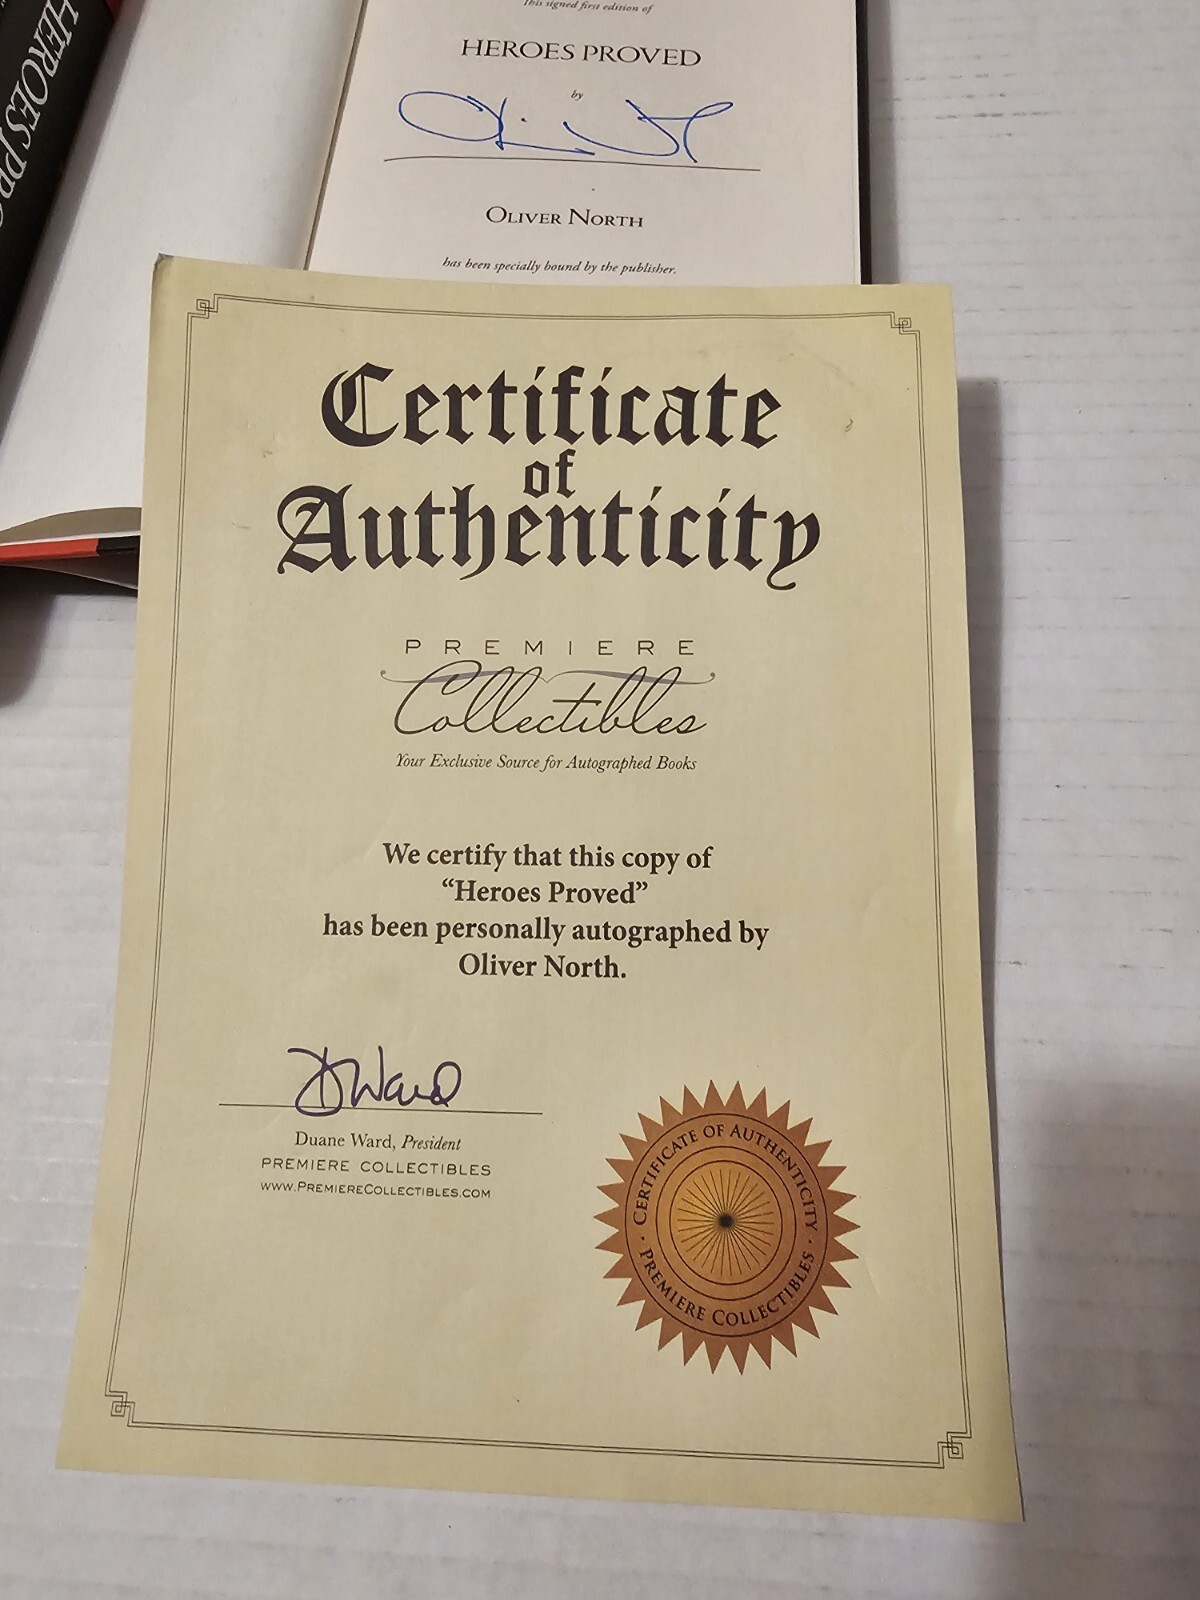 HEROES PRO
This signed first edition of
HEROES PROVED
by
OLIVER NORTH
has been specially bound by the publisher.
Certificate
of
Authenticity
PREMIERE
Collectibles
Your Exclusive Source for Autographed Books
We certify that this copy of
“Heroes Proved”
has been personally autographed by
Oliver North.
D Ward
Duane Ward, President
PREMIERE COLLECTIBLES
WWW.PREMIERECOLLECTIBLES.COM
· CERTIFICATE OF AUTHENTICITY ·
PREMIERE COLLECTIBLES